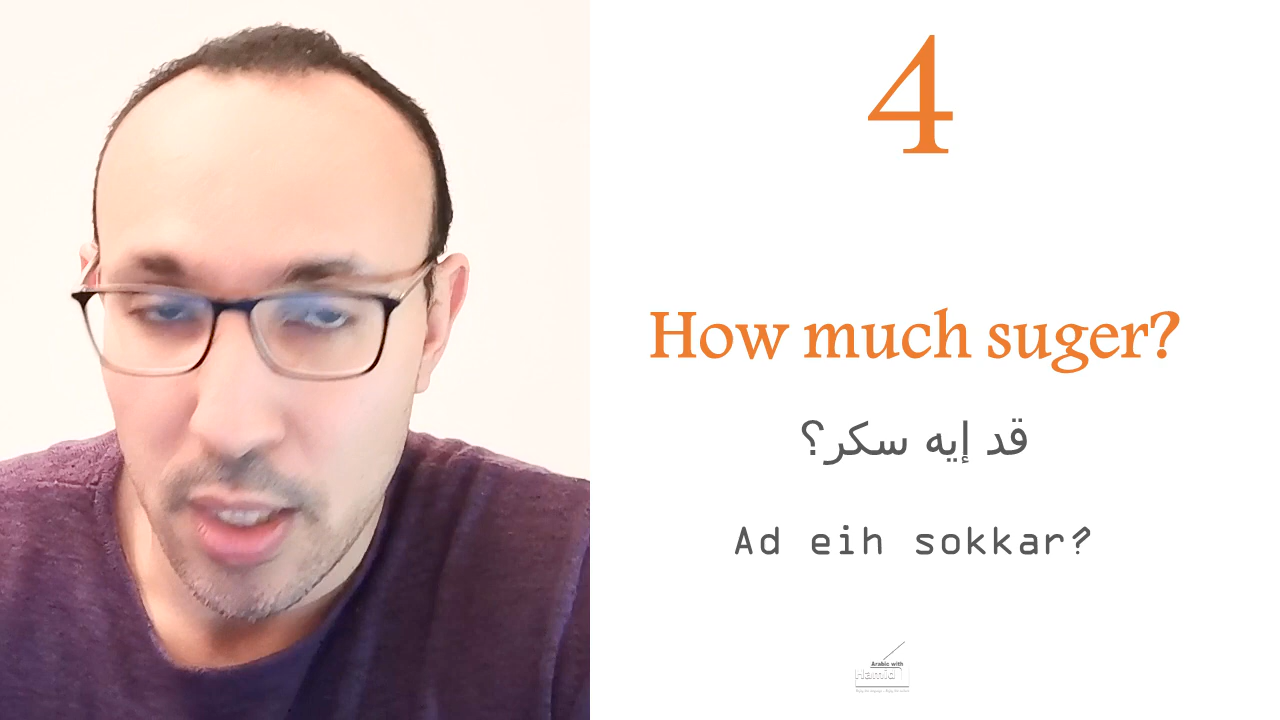 4
How much suger?
قد إيه سكر؟
Ad eih sokkar?
Arabic with
Hamid